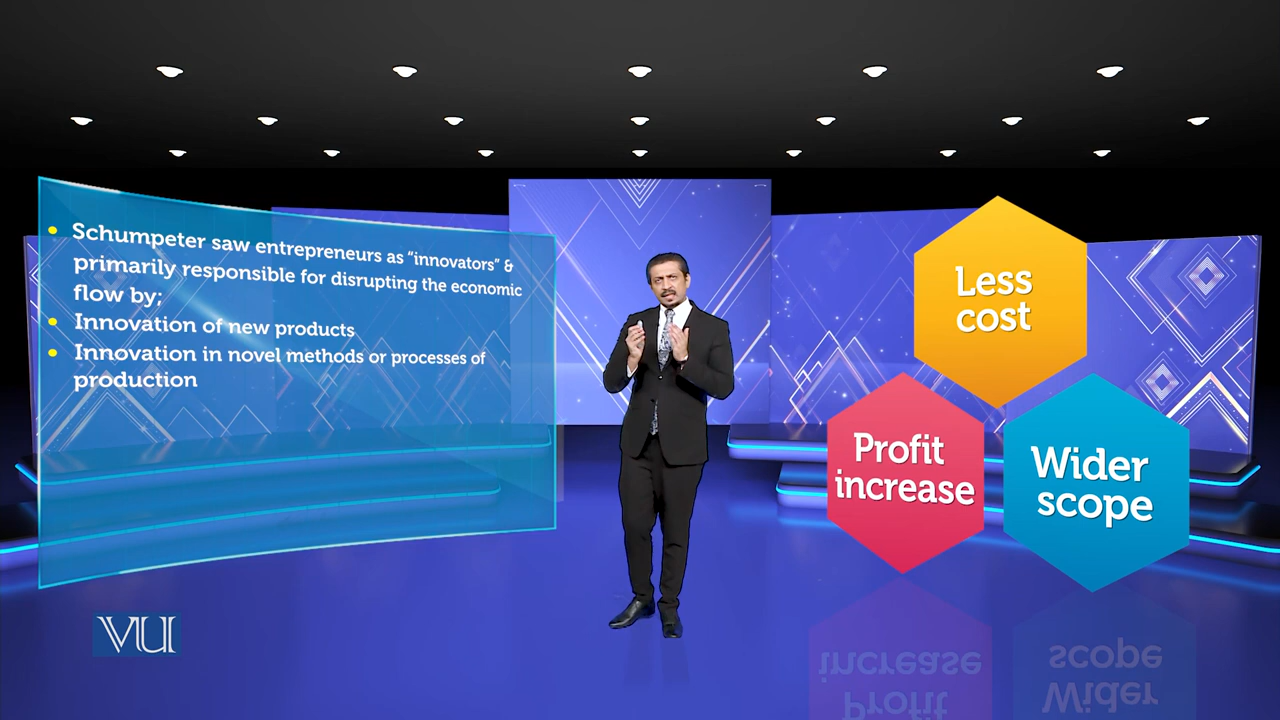 Schumpeter saw entrepreneurs as "innovators" &
primarily responsible for disrupting the economic
flow by;
Innovation of new products
Innovation in novel methods or processes of
production
Less
cost
Profit
increase
Wider
scope
VU